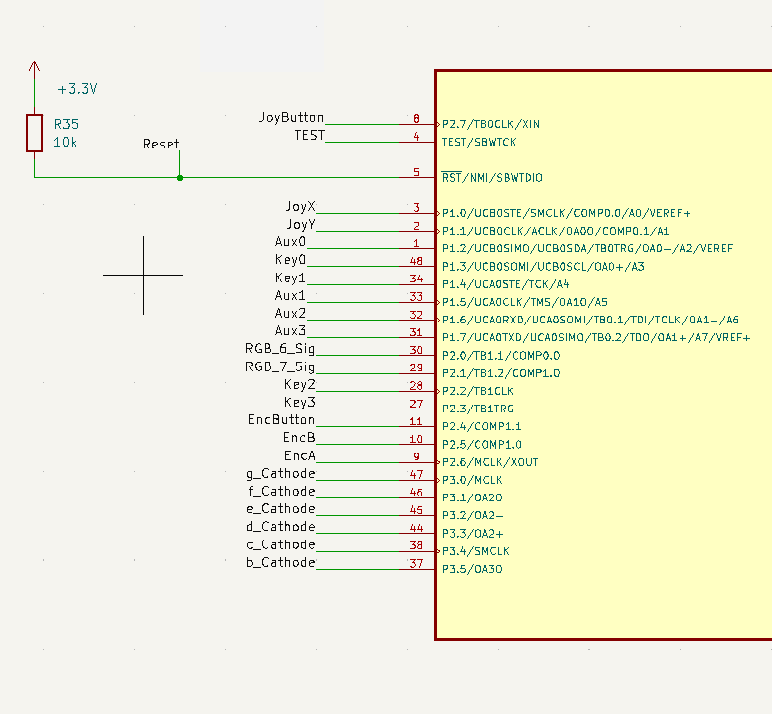 +3.3V
R35
10k
Reset
JoyButton 8 P2.7/TB0CLK/XIN
TEST 4 TEST/SBWTCK
5 RST/NMI/SBWTDIO
JoyX 3 P1.0/UCB0STE/SMCLK/COMP0.0/A0/VEREF+
JoyY 2 P1.1/UCB0CLK/ACLK/OA0O/COMP0.1/A1
Aux0 1 P1.2/UCB0SIMO/UCB0SDA/TB0TRG/OA0-/A2/VEREF
Key0 48 P1.3/UCB0SOMI/UCB0SCL/OA0+/A3
Key1 34 P1.4/UCA0STE/TCK/A4
Aux1 33 P1.5/UCA0CLK/TMS/OA1O/A5
Aux2 32 P1.6/UCA0RXD/UCA0SOMI/TB0.1/TDI/TCLK/OA1-/A6
Aux3 31 P1.7/UCA0TXD/UCA0SIMO/TB0.2/TDO/OA1+/A7/VREF+
RGB_6_Sig 30 P2.0/TB1.1/COMP0.O
RGB_7_Sig 29 P2.1/TB1.2/COMP1.O
Key2 28 P2.2/TB1CLK
Key3 27 P2.3/TB1TRG
EncButton 11 P2.4/COMP1.1
EncB 10 P2.5/COMP1.0
EncA 9 P2.6/MCLK/XOUT
g_Cathode 47 P3.0/MCLK
f_Cathode 46 P3.1/OA2O
e_Cathode 45 P3.2/OA2-
d_Cathode 44 P3.3/OA2+
c_Cathode 38 P3.4/SMCLK
b_Cathode 37 P3.5/OA3O